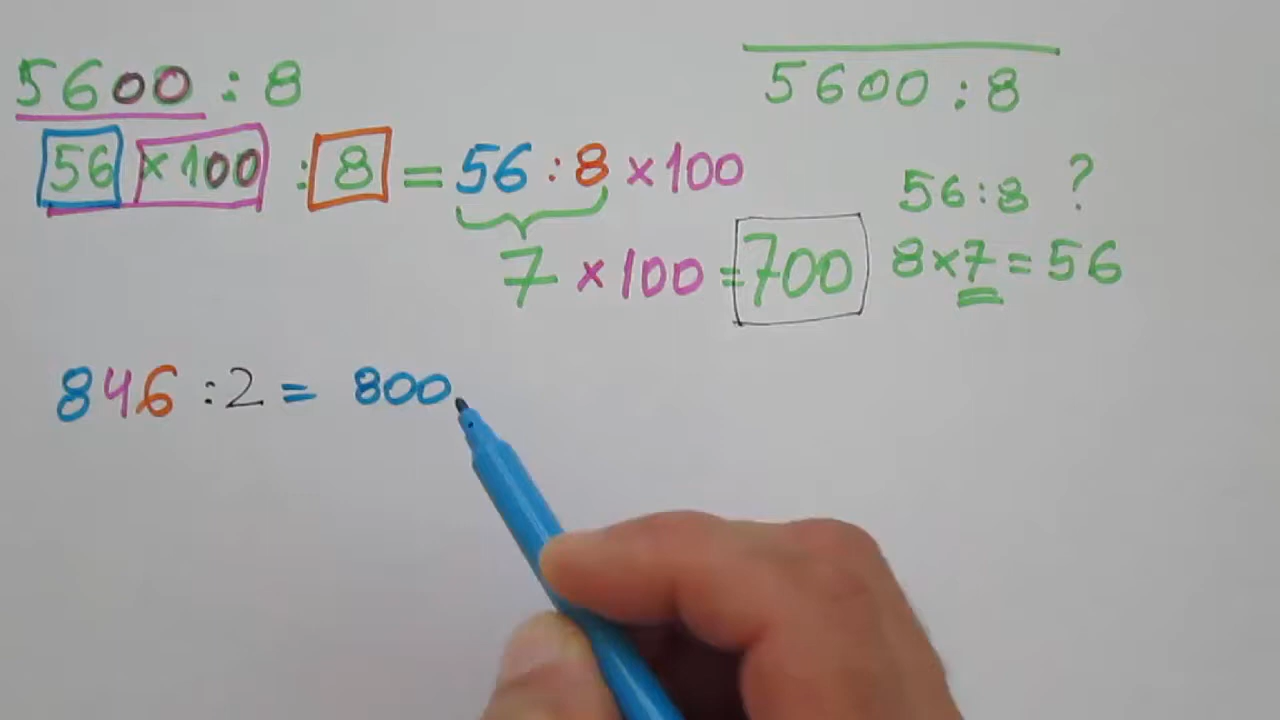 5600 : 8
56 ×100 : 8 = 56 : 8 ×100
7 ×100 = 700
5600 : 8
56 : 8 ?
8×7 = 56
846 : 2 = 800